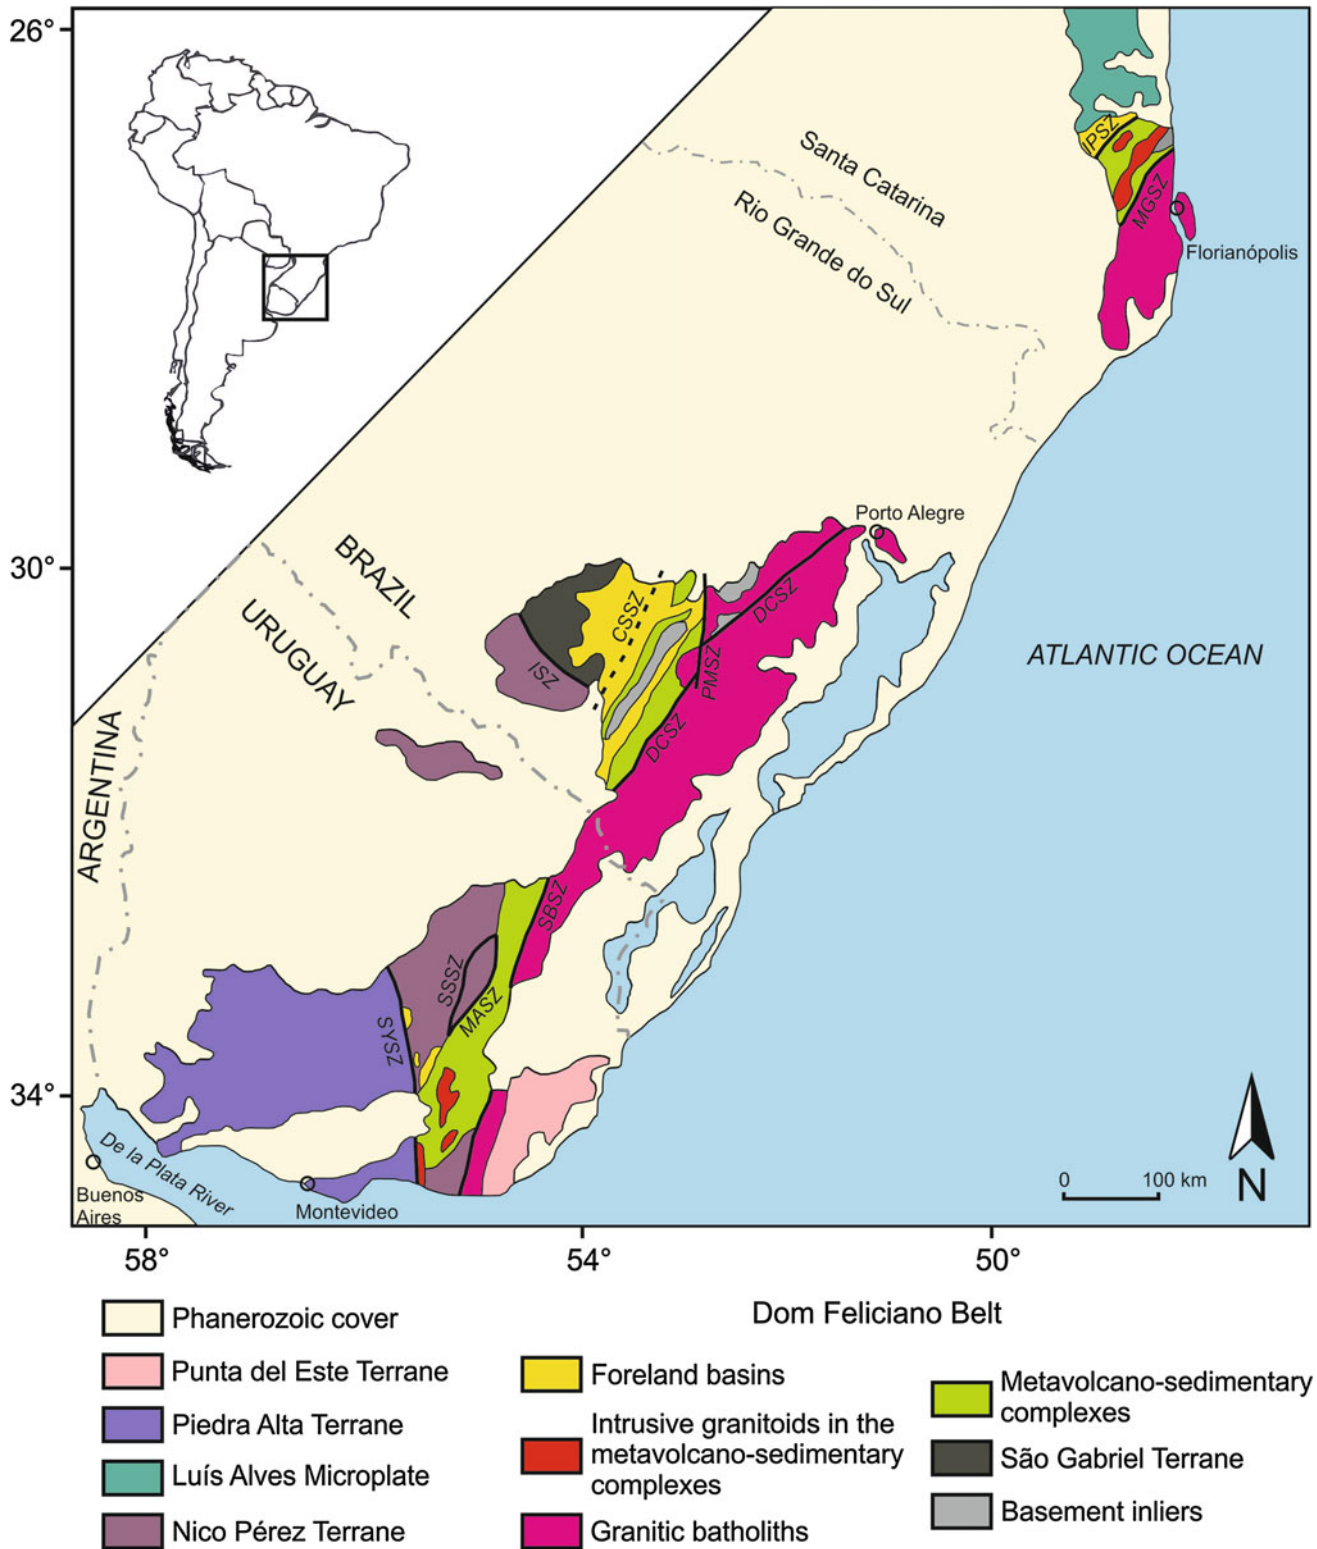 26°
30°
34°
58°
54°
50°
Santa Catarina
Rio Grande do Sul
IPSZ
MGSZ
Florianópolis
Porto Alegre
BRAZIL
URUGUAY
ARGENTINA
ATLANTIC OCEAN
CSSZ
ISZ
DCSZ
PMSZ
DCSZ
SBSZ
SSSZ
MASZ
SYSZ
De la Plata River
Buenos
Aires
Montevideo
0 100 km
N
Dom Feliciano Belt
Phanerozoic cover
Punta del Este Terrane
Piedra Alta Terrane
Luís Alves Microplate
Nico Pérez Terrane
Foreland basins
Intrusive granitoids in the
metavolcano-sedimentary
complexes
Granitic batholiths
Metavolcano-sedimentary
complexes
São Gabriel Terrane
Basement inliers